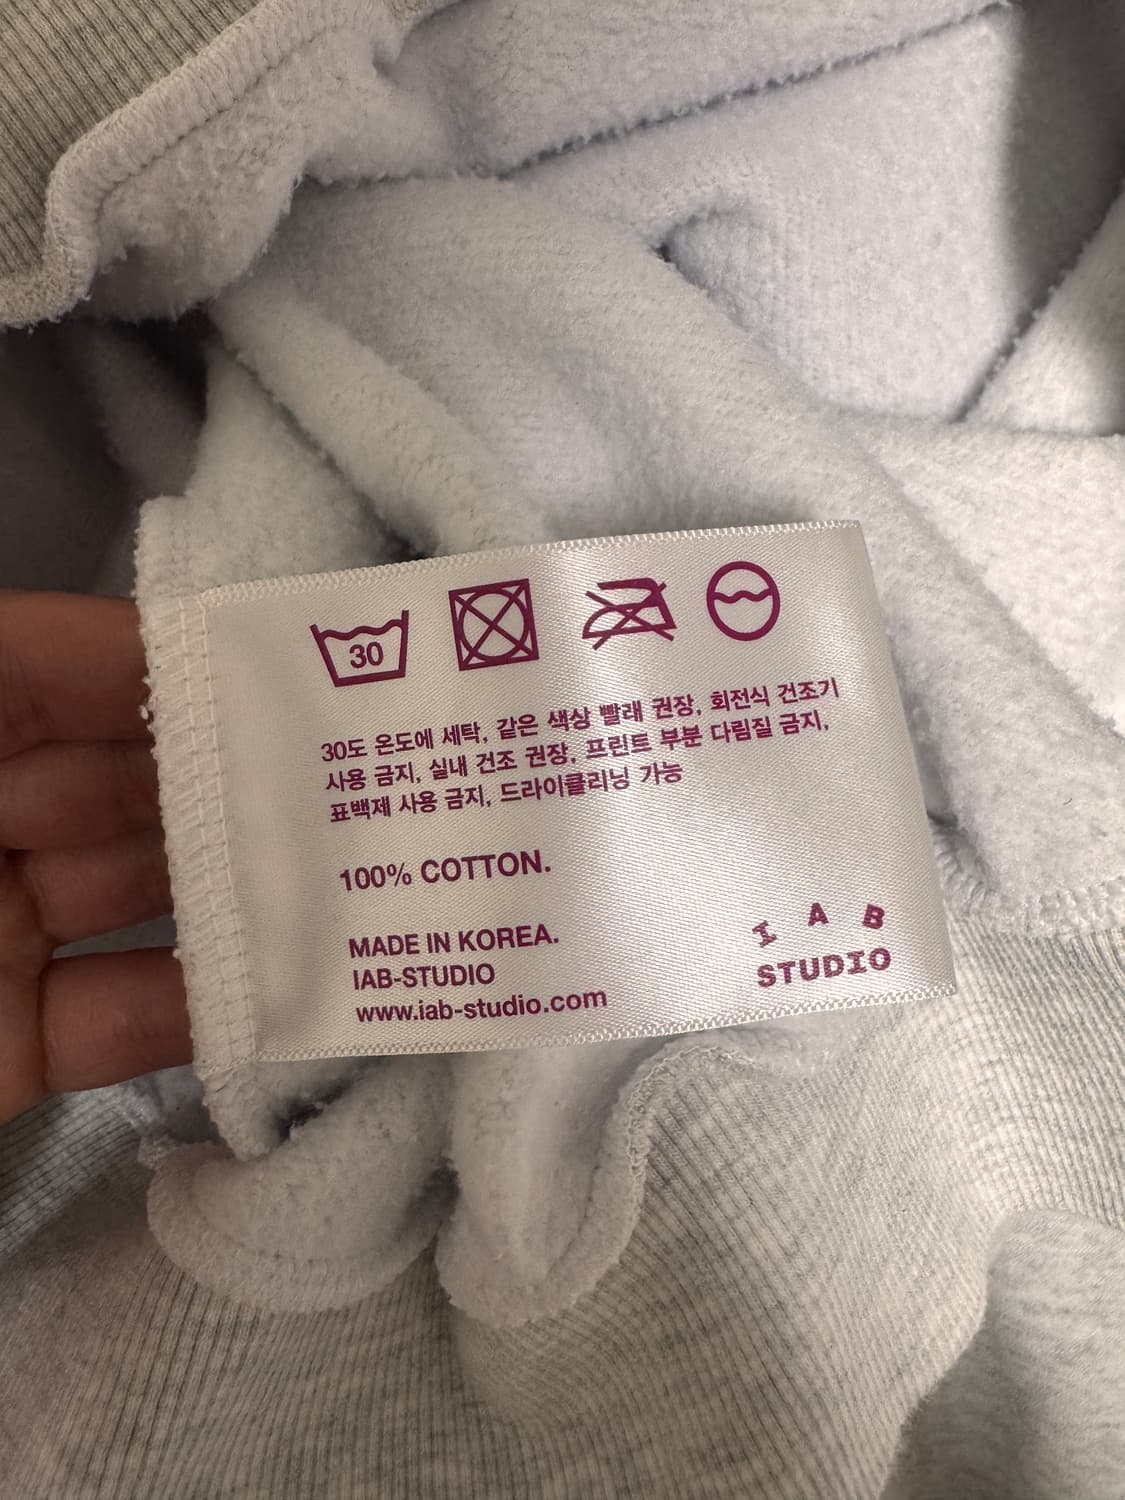 30
30도 온도에 세탁, 같은 색상 빨래 권장, 회전식 건조기
사용 금지, 실내 건조 권장, 프린트 부분 다림질 금지,
표백제 사용 금지, 드라이클리닝 가능
100% COTTON.
MADE IN KOREA.
IAB-STUDIO
www.iab-studio.com
I A B
STUDIO